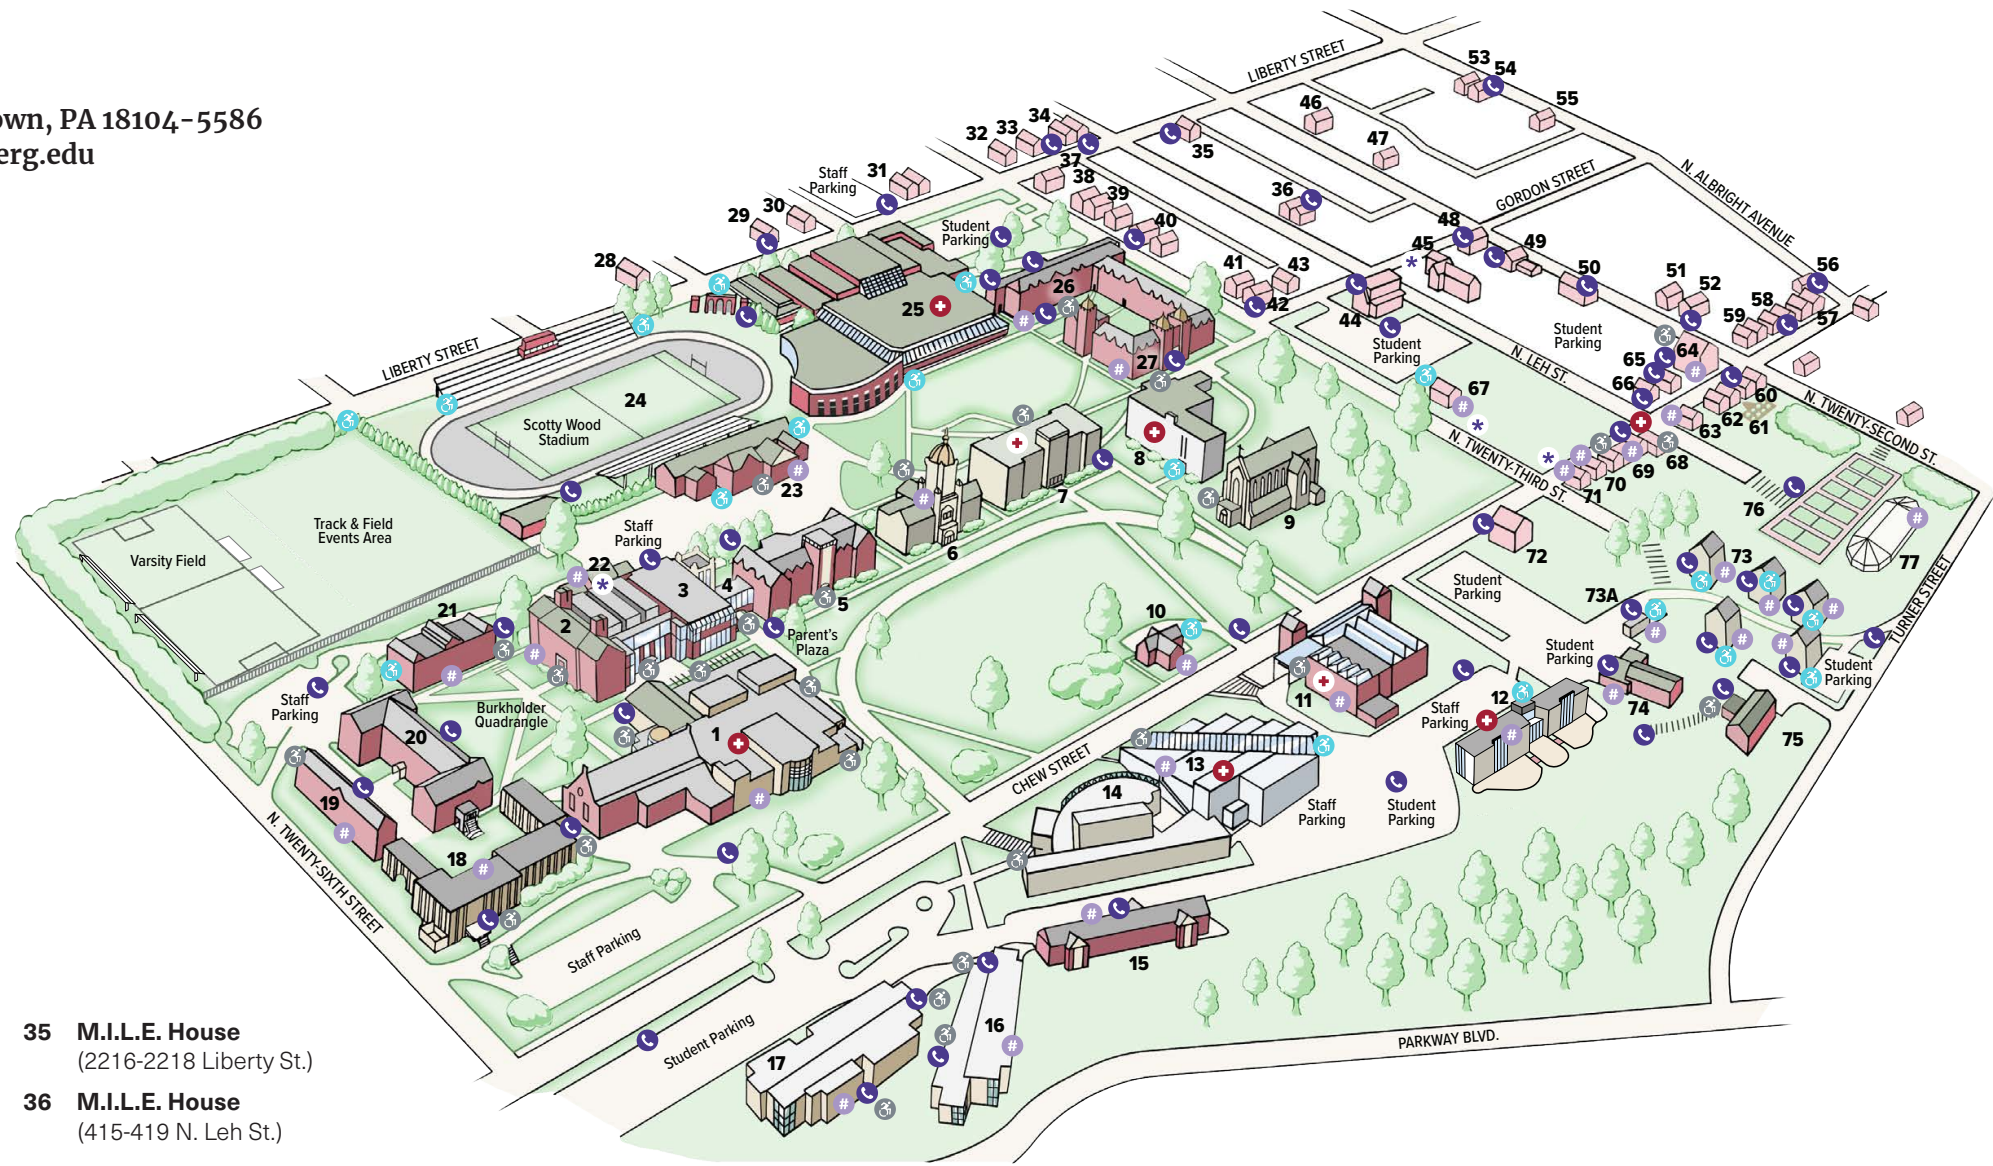 own, PA 18104-5586
erg.edu
LIBERTY STREET
53
54
55
46
47
34
33
32
35
37
38
39
40
36
31
Staff
Parking
30
29
28
Student
Parking
GORDON STREET
N. ALBRIGHT AVENUE
48
45
49
50
51
52
56
58
57
59
41
43
42
44
26
25
27
Student
Parking
Student
Parking
N. LEH ST.
64
65
66
67
60
62
61
63
N. TWENTY-SECOND ST.
LIBERTY STREET
24
Scotty Wood
Stadium
23
8
7
9
6
N. TWENTY-THIRD ST.
68
69
70
71
76
77
72
73
73A
TURNER STREET
Track & Field
Events Area
Varsity Field
Staff
Parking
22
3
4
5
2
21
Parent's
Plaza
10
Student
Parking
Student
Parking
Student
Parking
Staff
Parking
Burkholder
Quadrangle
20
1
11
12
Staff
Parking
74
75
19
18
13
14
CHEW STREET
Staff
Parking
Student
Parking
N. TWENTY-SIXTH STREET
Staff Parking
15
16
17
Student Parking
PARKWAY BLVD.
35 M.I.L.E. House
(2216-2218 Liberty St.)
36 M.I.L.E. House
(415-419 N. Leh St.)